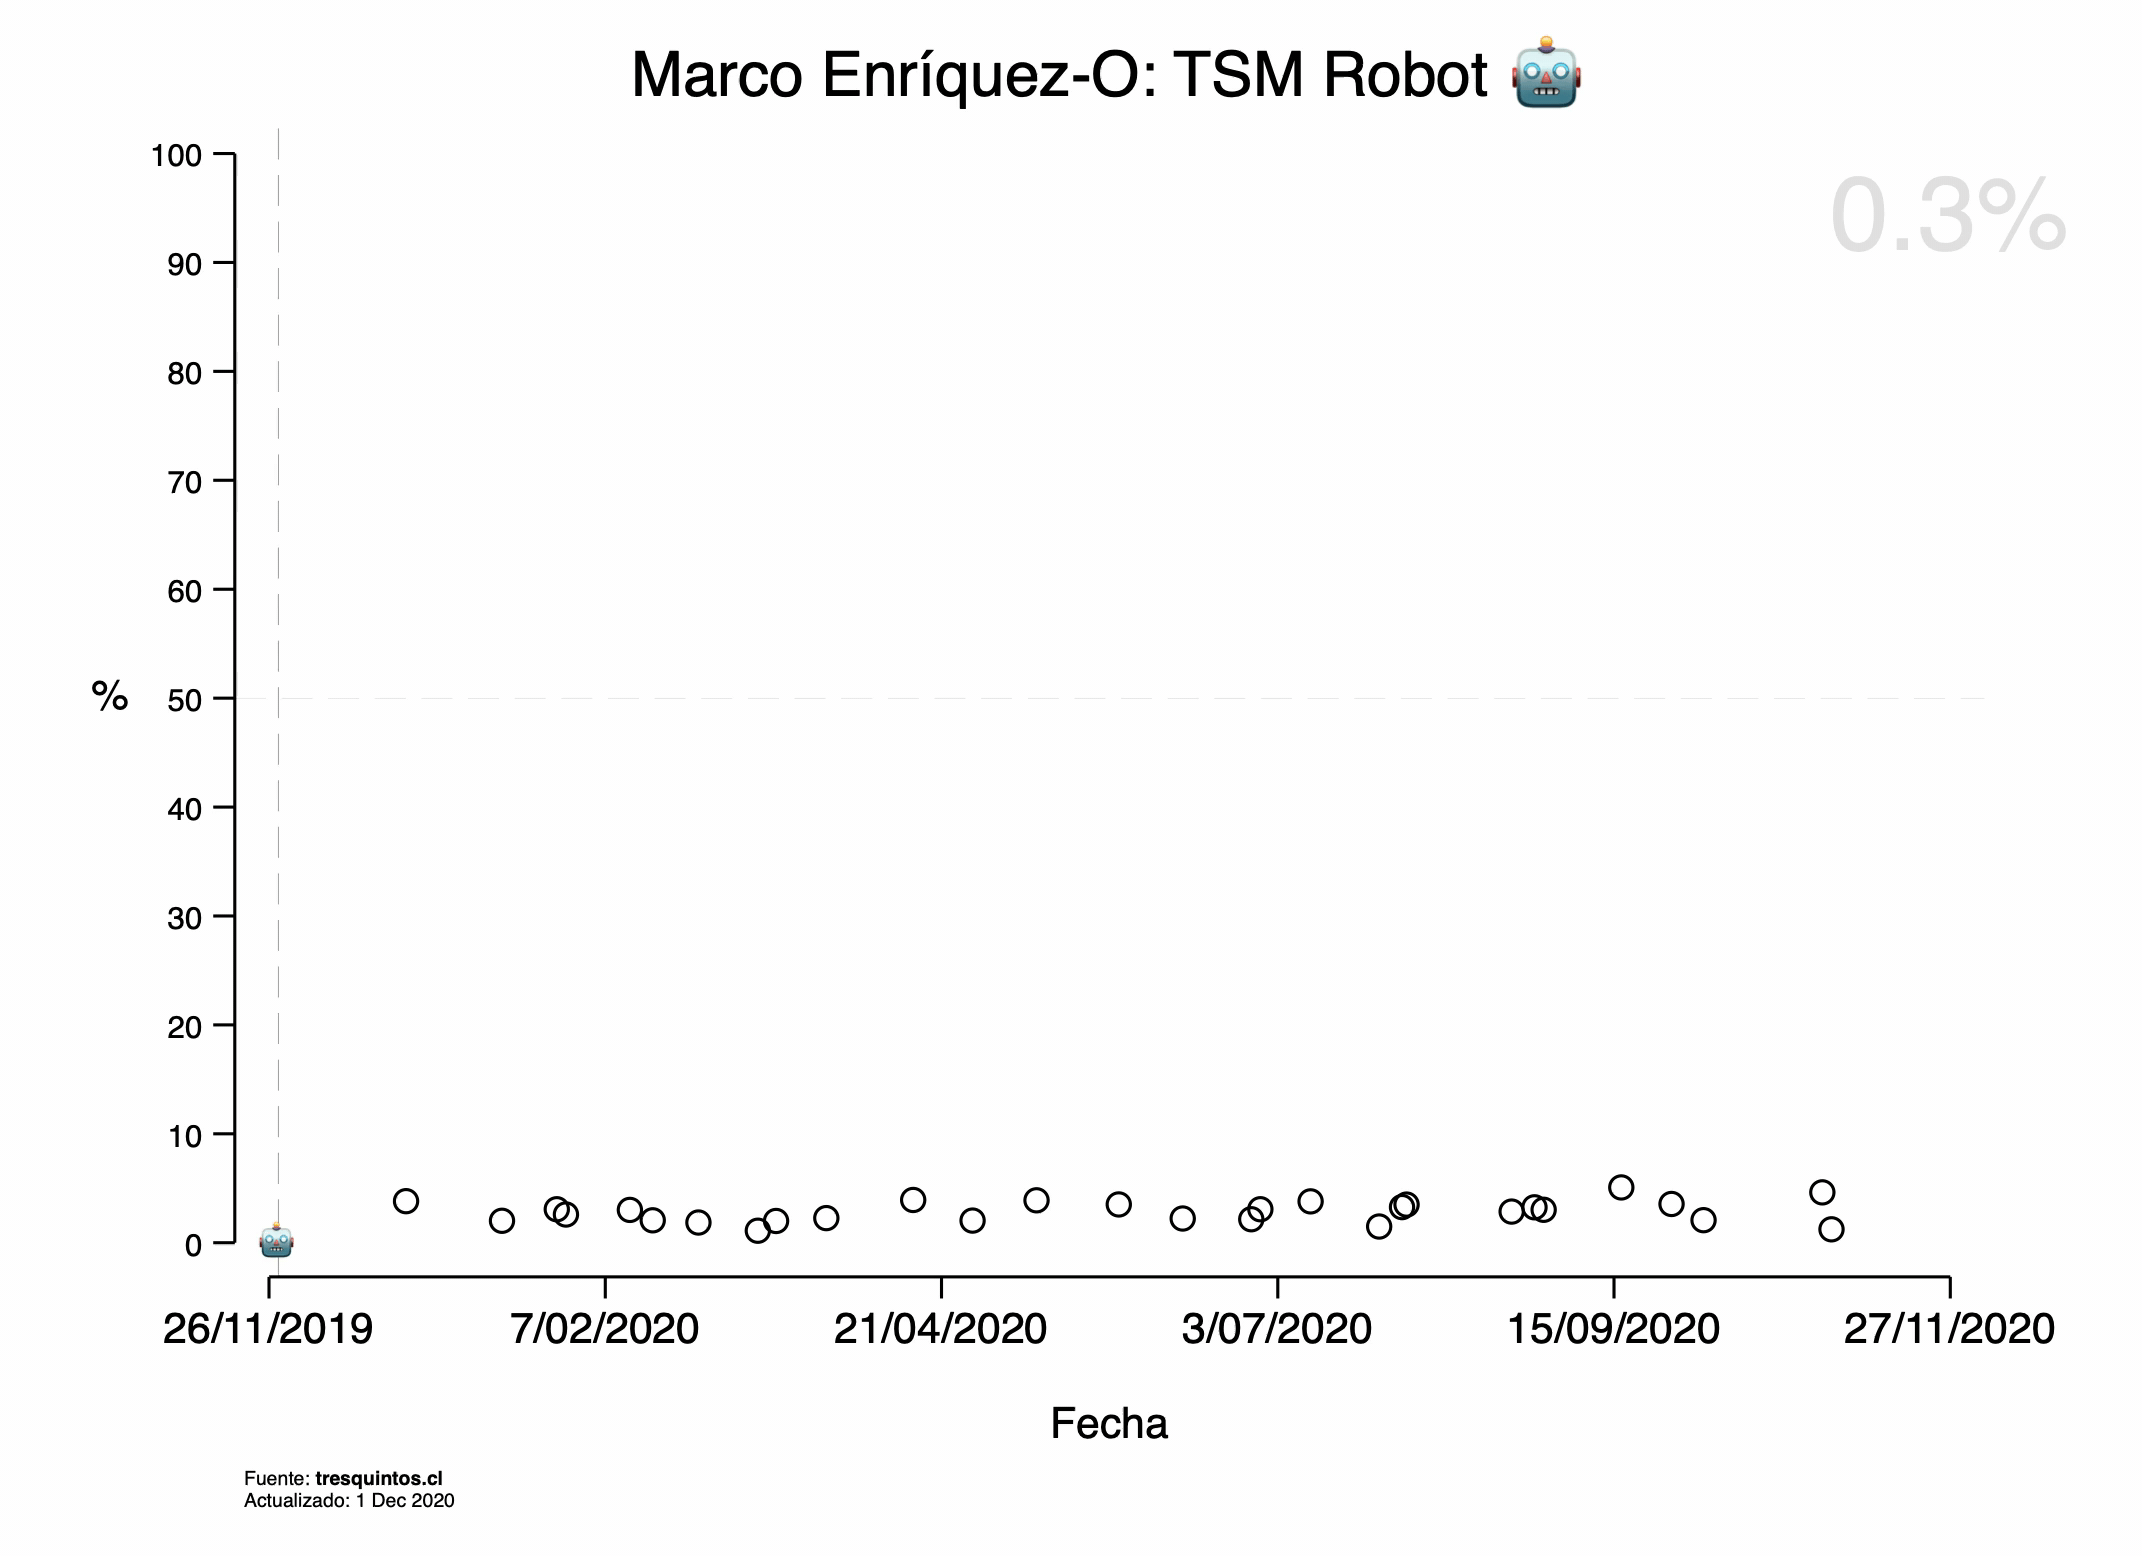 Marco Enríquez-O: TSM Robot 🤖
0.3%
100
90
80
70
60
50
40
30
20
10
0
%
26/11/2019 7/02/2020 21/04/2020 3/07/2020 15/09/2020 27/11/2020
Fecha
Fuente: tresquintos.cl
Actualizado: 1 Dec 2020